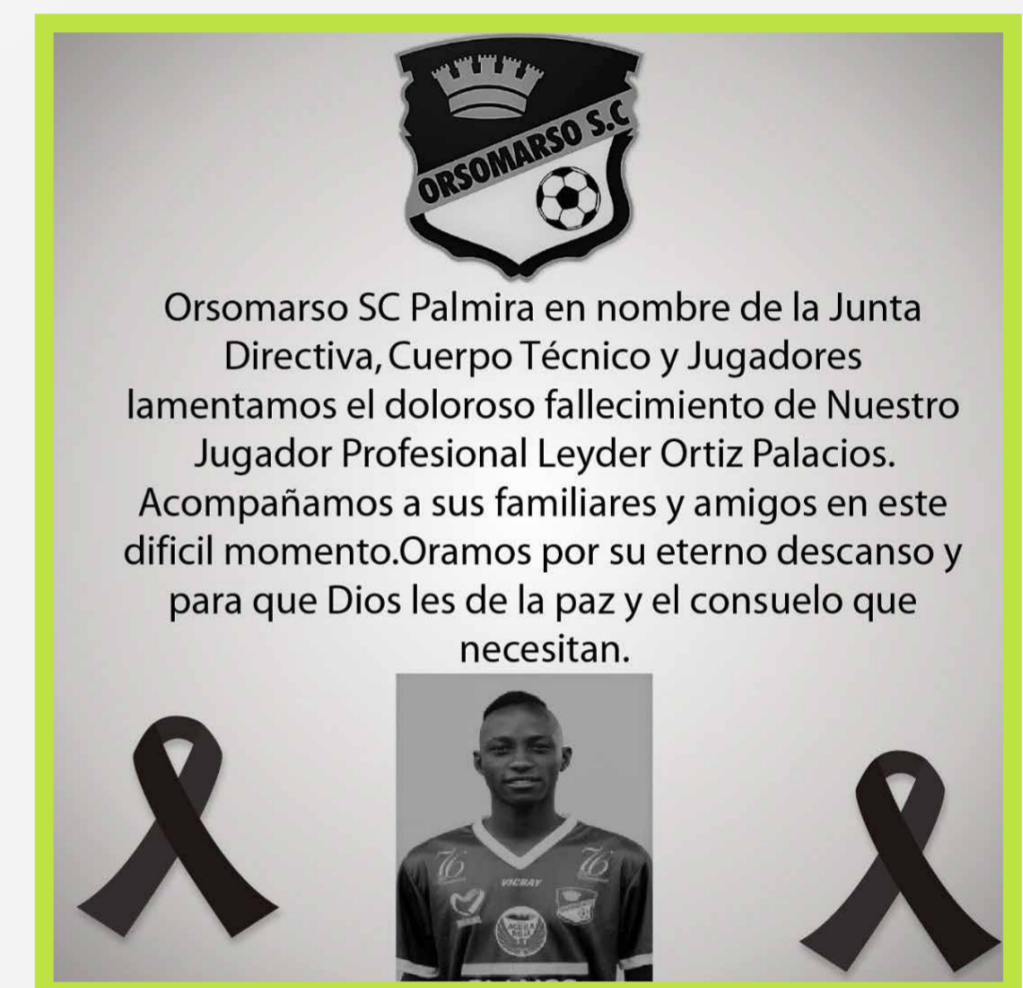 ORSOMARSO S.C
Orsomarso SC Palmira en nombre de la Junta
Directiva, Cuerpo Técnico y Jugadores
lamentamos el doloroso fallecimiento de Nuestro
Jugador Profesional Leyder Ortiz Palacios.
Acompañamos a sus familiares y amigos en este
dificil momento.Oramos por su eterno descanso y
para que Dios les de la paz y el consuelo que
necesitan.
76
76
VICRAY